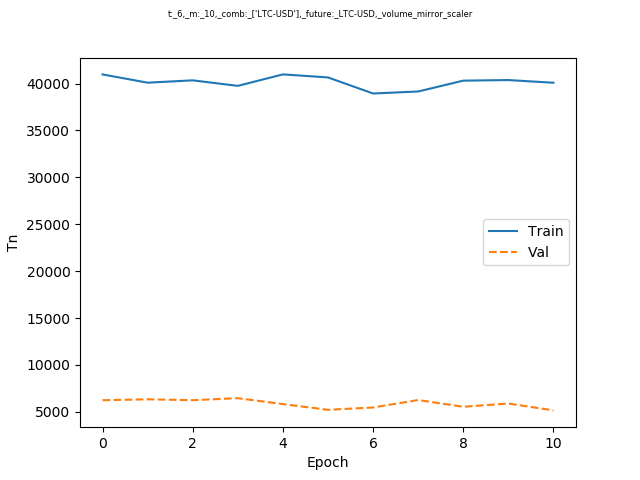 t:_6,_m:_10,_comb:_['LTC-USD'],_future:_LTC-USD,_volume_mirror_scaler
40000
35000
30000
25000
20000
15000
10000
5000
Tn
Train
Val
0 2 4 6 8 10
Epoch